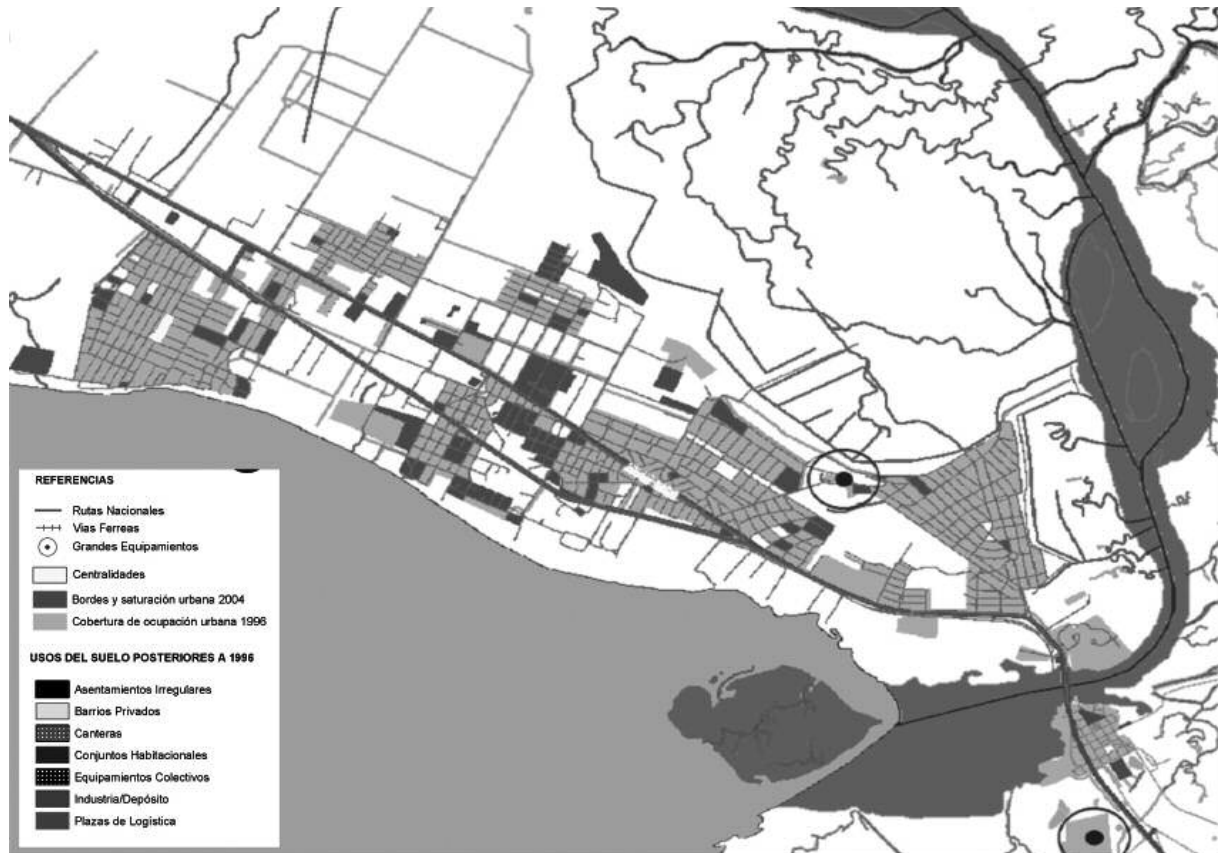 REFERENCIAS
Rutas Nacionales
Vias Ferreas
Grandes Equipamientos
Centralidades
Bordes y saturación urbana 2004
Cobertura de ocupación urbana 1996
USOS DEL SUELO POSTERIORES A 1996
Asentamientos Irregulares
Barrios Privados
Canteras
Conjuntos Habitacionales
Equipamientos Colectivos
Industria/Depósito
Plazas de Logística